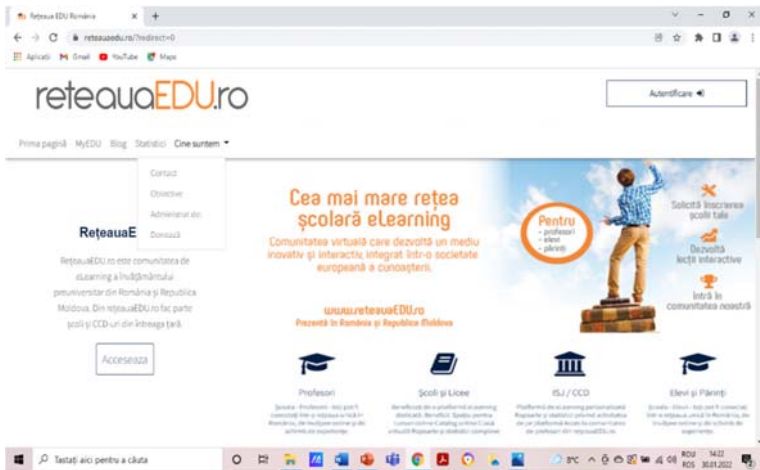 Rețeaua EDU România
reteauaedu.ro/?redirect=0
Aplicații Gmail YouTube Maps
reteauaEDU.ro
Autentificare
Prima pagină MyEDU Blog Statistici Cine suntem
Contact
Obiective
Administrat de:
Donează
RețeauaE
RețeauaEDU.ro este comunitatea de
eLearning a învățământului
preuniversitar din România și Republica
Moldova. Din rețeauaEDU.ro fac parte
școli și CCD-uri din întreaga țară.
Acceseaza
Cea mai mare rețea
școlară eLearning
Comunitatea virtuală care dezvoltă un mediu
inovativ și interactiv, integrat într-o societate
europeană a cunoașterii.
www.reteauaEDU.ro
Prezentă în România și Republica Moldova
Pentru
- profesori
- elevi
- părinți
Solicită înscrierea
școlii tale
Dezvoltă
lecții interactive
Intră în
comunitatea noastră
Profesori
Școli și Licee
ISJ / CCD
Elevi și Părinți
Tastați aici pentru a căuta
8°C
ROU
ROS
14:22
30.01.2022